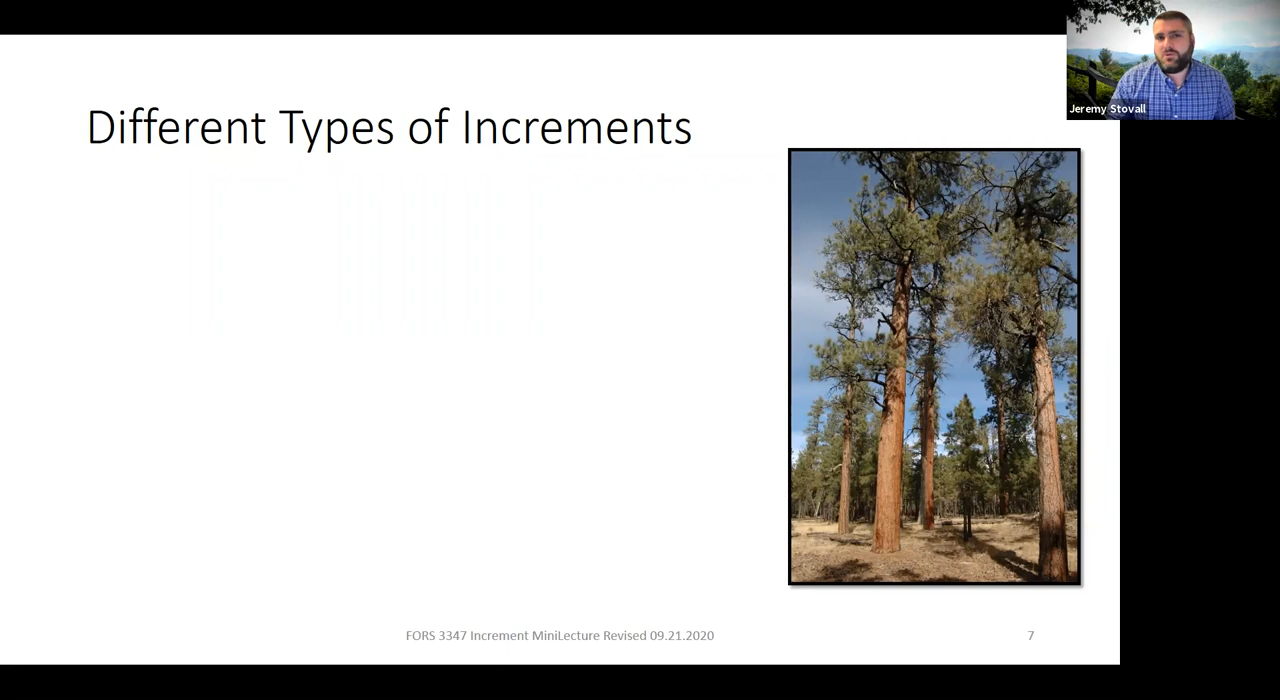 Jeremy Stovall
Different Types of Increments
FORS 3347 Increment MiniLecture Revised 09.21.2020
7